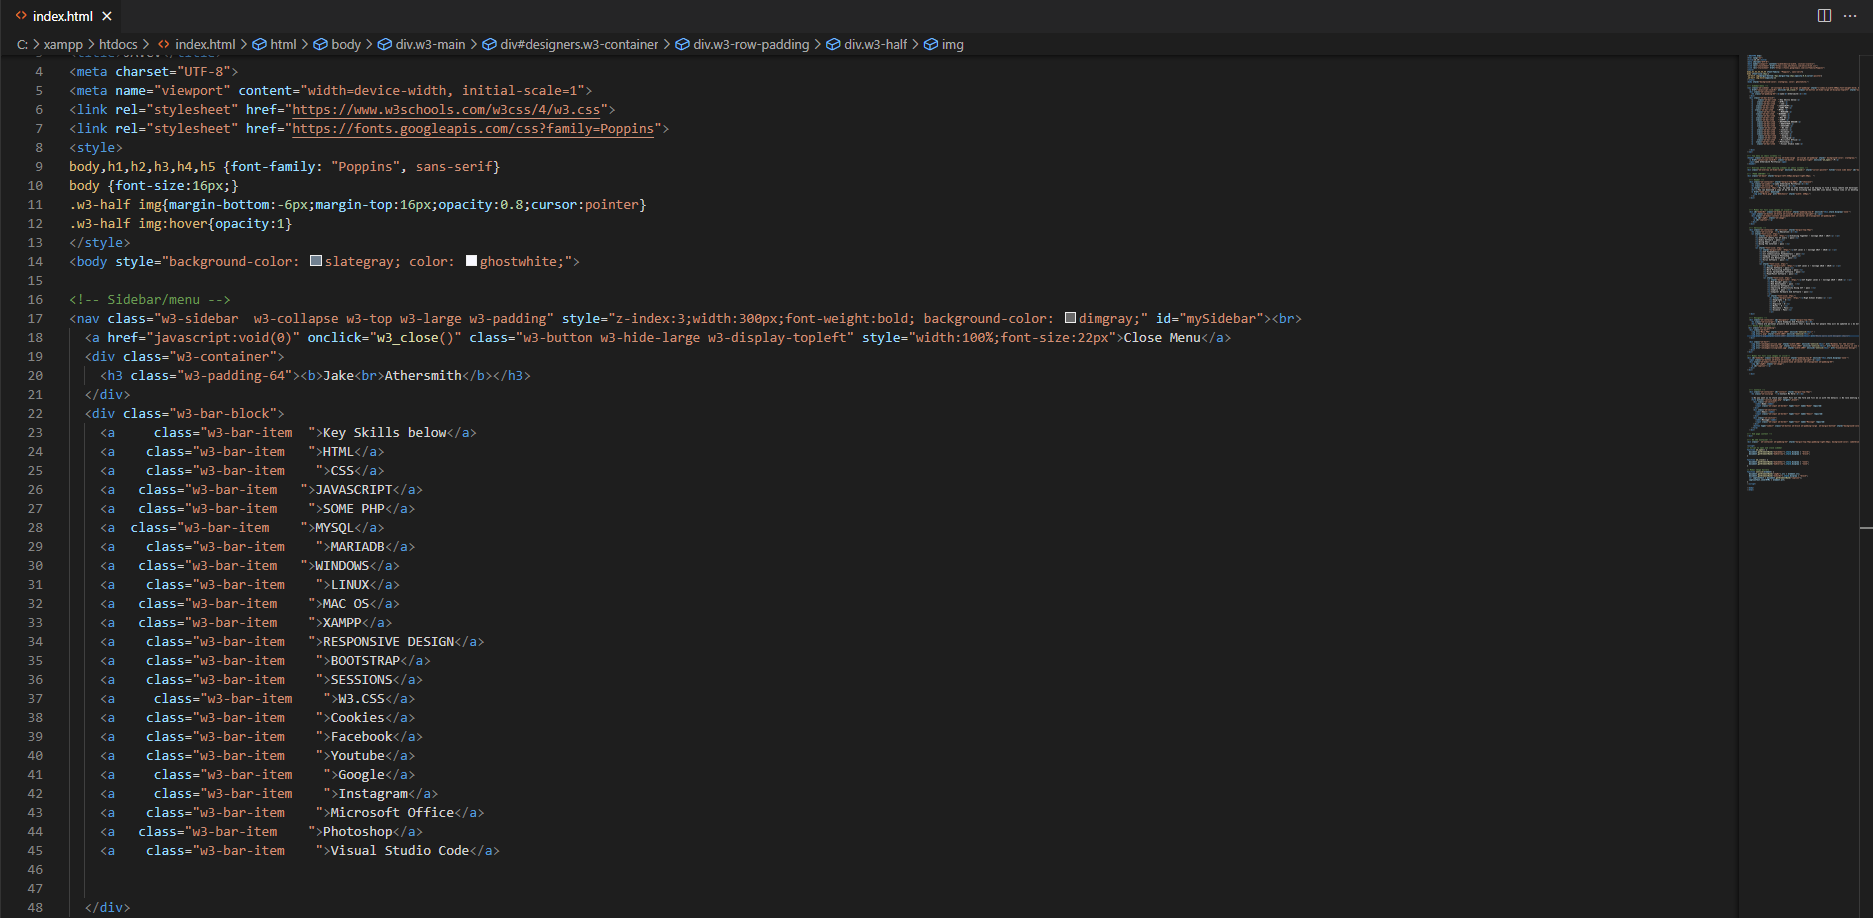 index.html
C: > xampp > htdocs > index.html > html > body > div.w3-main > div#designers.w3-container > div.w3-row-padding > div.w3-half > img
4 <meta charset="UTF-8">
5 <meta name="viewport" content="width=device-width, initial-scale=1">
6 <link rel="stylesheet" href="https://www.w3schools.com/w3css/4/w3.css">
7 <link rel="stylesheet" href="https://fonts.googleapis.com/css?family=Poppins">
8 <style>
9 body,h1,h2,h3,h4,h5 {font-family: "Poppins", sans-serif}
10 body {font-size:16px;}
11 .w3-half img{margin-bottom:-6px;margin-top:16px;opacity:0.8;cursor:pointer}
12 .w3-half img:hover{opacity:1}
13 </style>
14 <body style="background-color: slategray; color: ghostwhite;">
15
16 <!-- Sidebar/menu -->
17 <nav class="w3-sidebar  w3-collapse w3-top w3-large w3-padding" style="z-index:3;width:300px;font-weight:bold; background-color: dimgray;" id="mySidebar"><br>
18   <a href="javascript:void(0)" onclick="w3_close()" class="w3-button w3-hide-large w3-display-topleft" style="width:100%;font-size:22px">Close Menu</a>
19   <div class="w3-container">
20     <h3 class="w3-padding-64"><b>Jake<br>Athersmith</b></h3>
21   </div>
22   <div class="w3-bar-block">
23     <a     class="w3-bar-item  ">Key Skills below</a>
24     <a    class="w3-bar-item   ">HTML</a>
25     <a    class="w3-bar-item    ">CSS</a>
26     <a   class="w3-bar-item   ">JAVASCRIPT</a>
27     <a   class="w3-bar-item    ">SOME PHP</a>
28     <a  class="w3-bar-item    ">MYSQL</a>
29     <a    class="w3-bar-item    ">MARIADB</a>
30     <a   class="w3-bar-item   ">WINDOWS</a>
31     <a    class="w3-bar-item    ">LINUX</a>
32     <a   class="w3-bar-item    ">MAC OS</a>
33     <a   class="w3-bar-item    ">XAMPP</a>
34     <a    class="w3-bar-item   ">RESPONSIVE DESIGN</a>
35     <a    class="w3-bar-item    ">BOOTSTRAP</a>
36     <a    class="w3-bar-item    ">SESSIONS</a>
37     <a     class="w3-bar-item    ">W3.CSS</a>
38     <a    class="w3-bar-item    ">Cookies</a>
39     <a    class="w3-bar-item    ">Facebook</a>
40     <a    class="w3-bar-item    ">Youtube</a>
41     <a     class="w3-bar-item    ">Google</a>
42     <a     class="w3-bar-item    ">Instagram</a>
43     <a    class="w3-bar-item    ">Microsoft Office</a>
44     <a   class="w3-bar-item    ">Photoshop</a>
45     <a    class="w3-bar-item    ">Visual Studio Code</a>
46
47
48   </div>